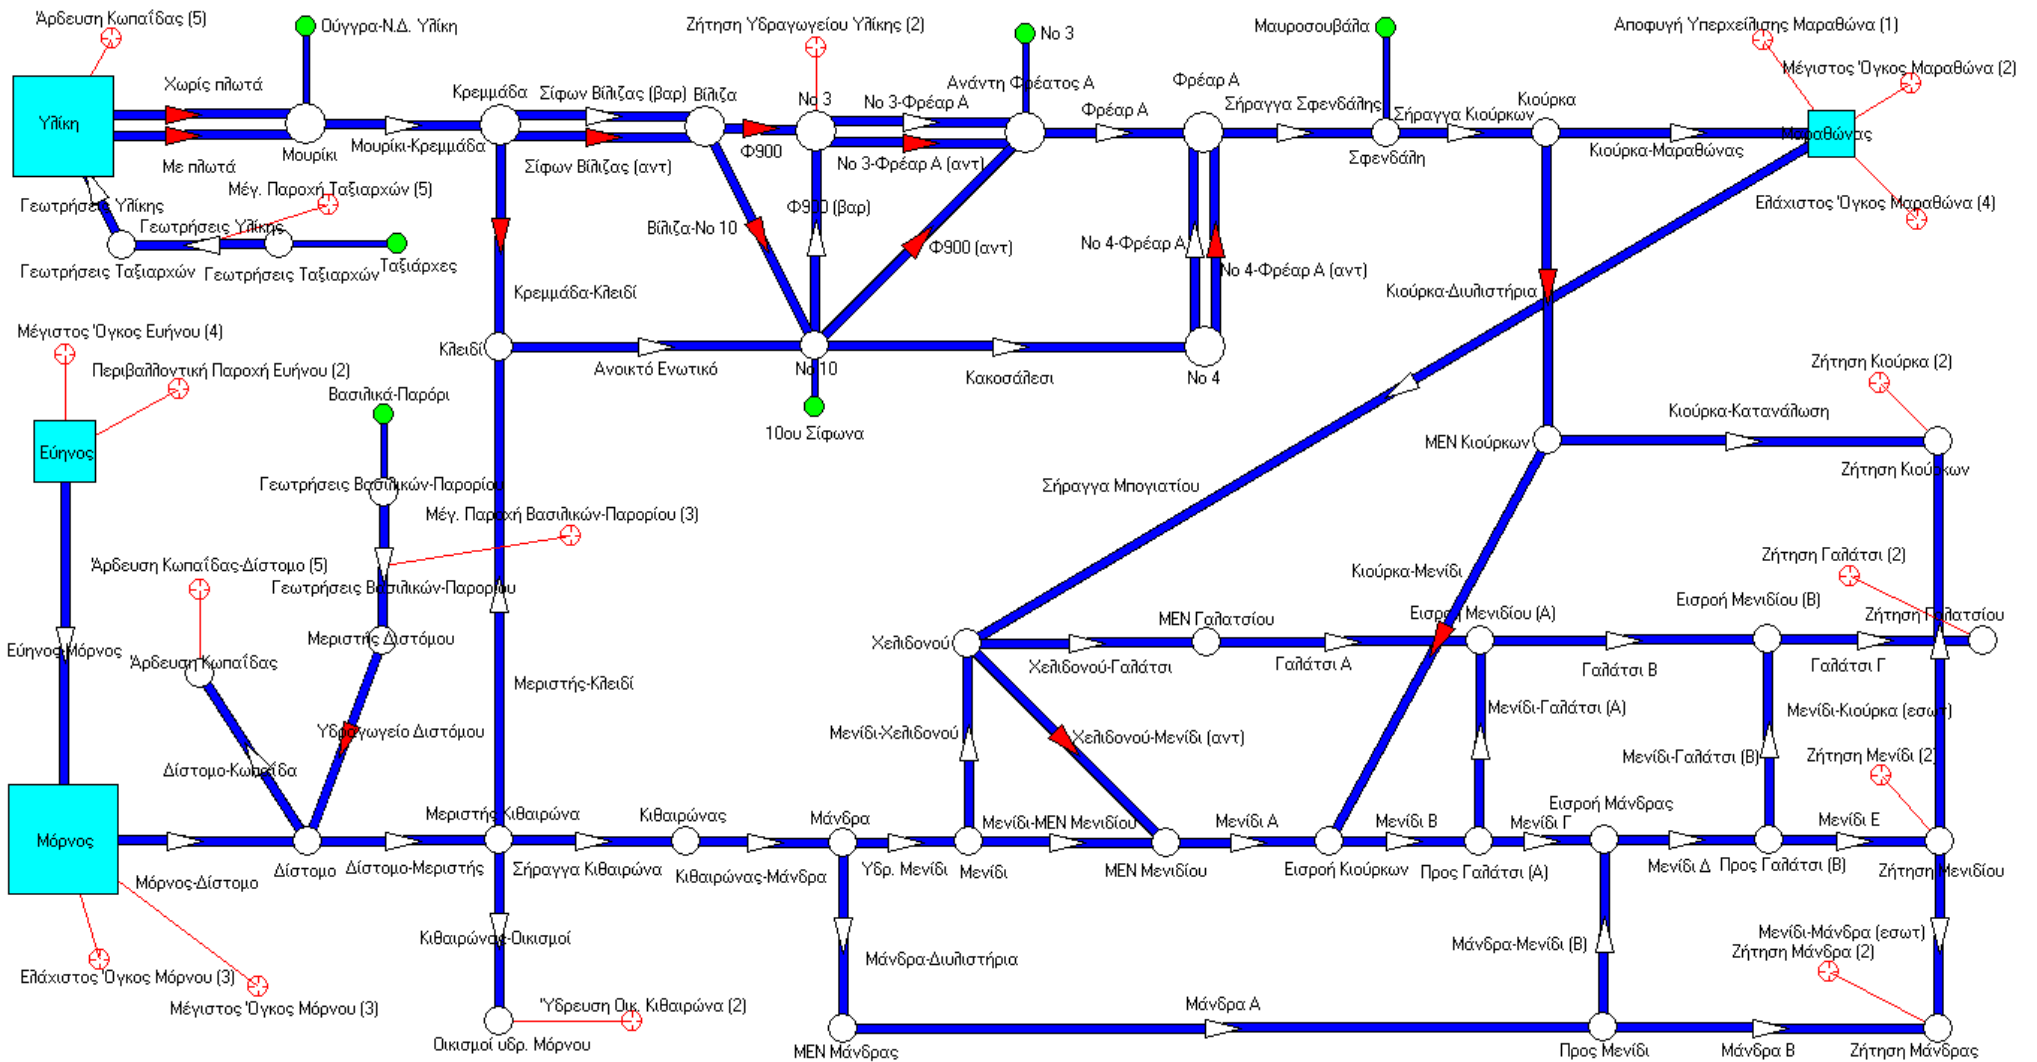 Άρδευση Κωπαΐδας (5)
Ούγγρα-Ν.Δ. Υλίκη
Ζήτηση Υδραγωγείου Υλίκης (2)
Νο 3
Μαυροσουβάλα
Αποφυγή Υπερχείλισης Μαραθώνα (1)
Μέγιστος Όγκος Μαραθώνα (2)
Χωρίς πλωτά
Κρεμμάδα
Σίφων Βίλιζας (βαρ)
Βίλιζα
Νο 3
Νο 3-Φρέαρ Α
Ανάντη Φρέατος Α
Φρέαρ Α
Φρέαρ Α
Σήραγγα Σφενδάλης
Σήραγγα Κιούρκων
Κιούρκα
Υλίκη
Μαραθώνας
Με πλωτά
Μουρίκι
Μουρίκι-Κρεμμάδα
Σίφων Βίλιζας (αντ)
Φ900
Νο 3-Φρέαρ Α (αντ)
Σφενδάλη
Κιούρκα-Μαραθώνας
Μέγ. Παροχή Ταξιαρχών (5)
Γεωτρήσεις Υλίκης
Γεωτρήσεις Υλίκης
Φ900 (βαρ)
Ελάχιστος Όγκος Μαραθώνα (4)
Βίλιζα-Νο 10
Φ900 (αντ)
Νο 4-Φρέαρ Α
Γεωτρήσεις Ταξιαρχών
Γεωτρήσεις Ταξιαρχών
Ταξιάρχες
Νο 4-Φρέαρ Α (αντ)
Κρεμμάδα-Κλειδί
Κιούρκα-Διυλιστήρια
Μέγιστος Όγκος Ευήνου (4)
Κλειδί
Ανοικτό Ενωτικό
Νο 10
Κακοσάλεσι
Νο 4
Ζήτηση Κιούρκα (2)
Περιβαλλοντική Παροχή Ευήνου (2)
Βασιλικά-Παρόρι
10ου Σίφωνα
Κιούρκα-Κατανάλωση
ΜΕΝ Κιούρκων
Εύηνος
Ζήτηση Κιούρκων
Γεωτρήσεις Βασιλικών-Παρορίου
Σήραγγα Μπογιατίου
Μέγ. Παροχή Βασιλικών-Παρορίου (3)
Άρδευση Κωπαΐδας-Δίστομο (5)
Γεωτρήσεις Βασιλικών-Παρορίου
Κιούρκα-Μενίδι
Ζήτηση Γαλάτσι (2)
ΜΕΝ Γαλατσίου
Εισροή Μενιδίου (Α)
Εισροή Μενιδίου (Β)
Ζήτηση Γαλατσίου
Εύηνος-Μόρνος
Μεριστής Διστόμου
Άρδευση Κωπαΐδας
Χελιδονού
Χελιδονού-Γαλάτσι
Γαλάτσι Α
Γαλάτσι Β
Γαλάτσι Γ
Μεριστής-Κλειδί
Υδραγωγείο Διστόμου
Μενίδι-Χελιδονού
Χελιδονού-Μενίδι (αντ)
Μενίδι-Γαλάτσι (Α)
Μενίδι-Κιούρκα (εσωτ)
Δίστομο-Κωπαΐδα
Μενίδι-Γαλάτσι (Β)
Ζήτηση Μενίδι (2)
Μεριστής Κιθαιρώνα
Κιθαιρώνας
Μάνδρα
Μενίδι-ΜΕΝ Μενιδίου
Μενίδι Α
Μενίδι Β
Μενίδι Γ
Εισροή Μάνδρας
Μενίδι Ε
Μόρνος
Μόρνος-Δίστομο
Δίστομο
Δίστομο-Μεριστής
Σήραγγα Κιθαιρώνα
Κιθαιρώνας-Μάνδρα
Υδρ. Μενίδι
Μενίδι
ΜΕΝ Μενιδίου
Εισροή Κιούρκων
Προς Γαλάτσι (Α)
Μενίδι Δ
Προς Γαλάτσι (Β)
Ζήτηση Μενιδίου
Κιθαιρώνας-Οικισμοί
Μάνδρα-Διυλιστήρια
Μάνδρα-Μενίδι (Β)
Μενίδι-Μάνδρα (εσωτ)
Ζήτηση Μάνδρα (2)
Ελάχιστος Όγκος Μόρνου (3)
Μέγιστος Όγκος Μόρνου (3)
Ύδρευση Οικ. Κιθαιρώνα (2)
Μάνδρα Α
Οικισμοί υδρ. Μόρνου
ΜΕΝ Μάνδρας
Προς Μενίδι
Μάνδρα Β
Ζήτηση Μάνδρας